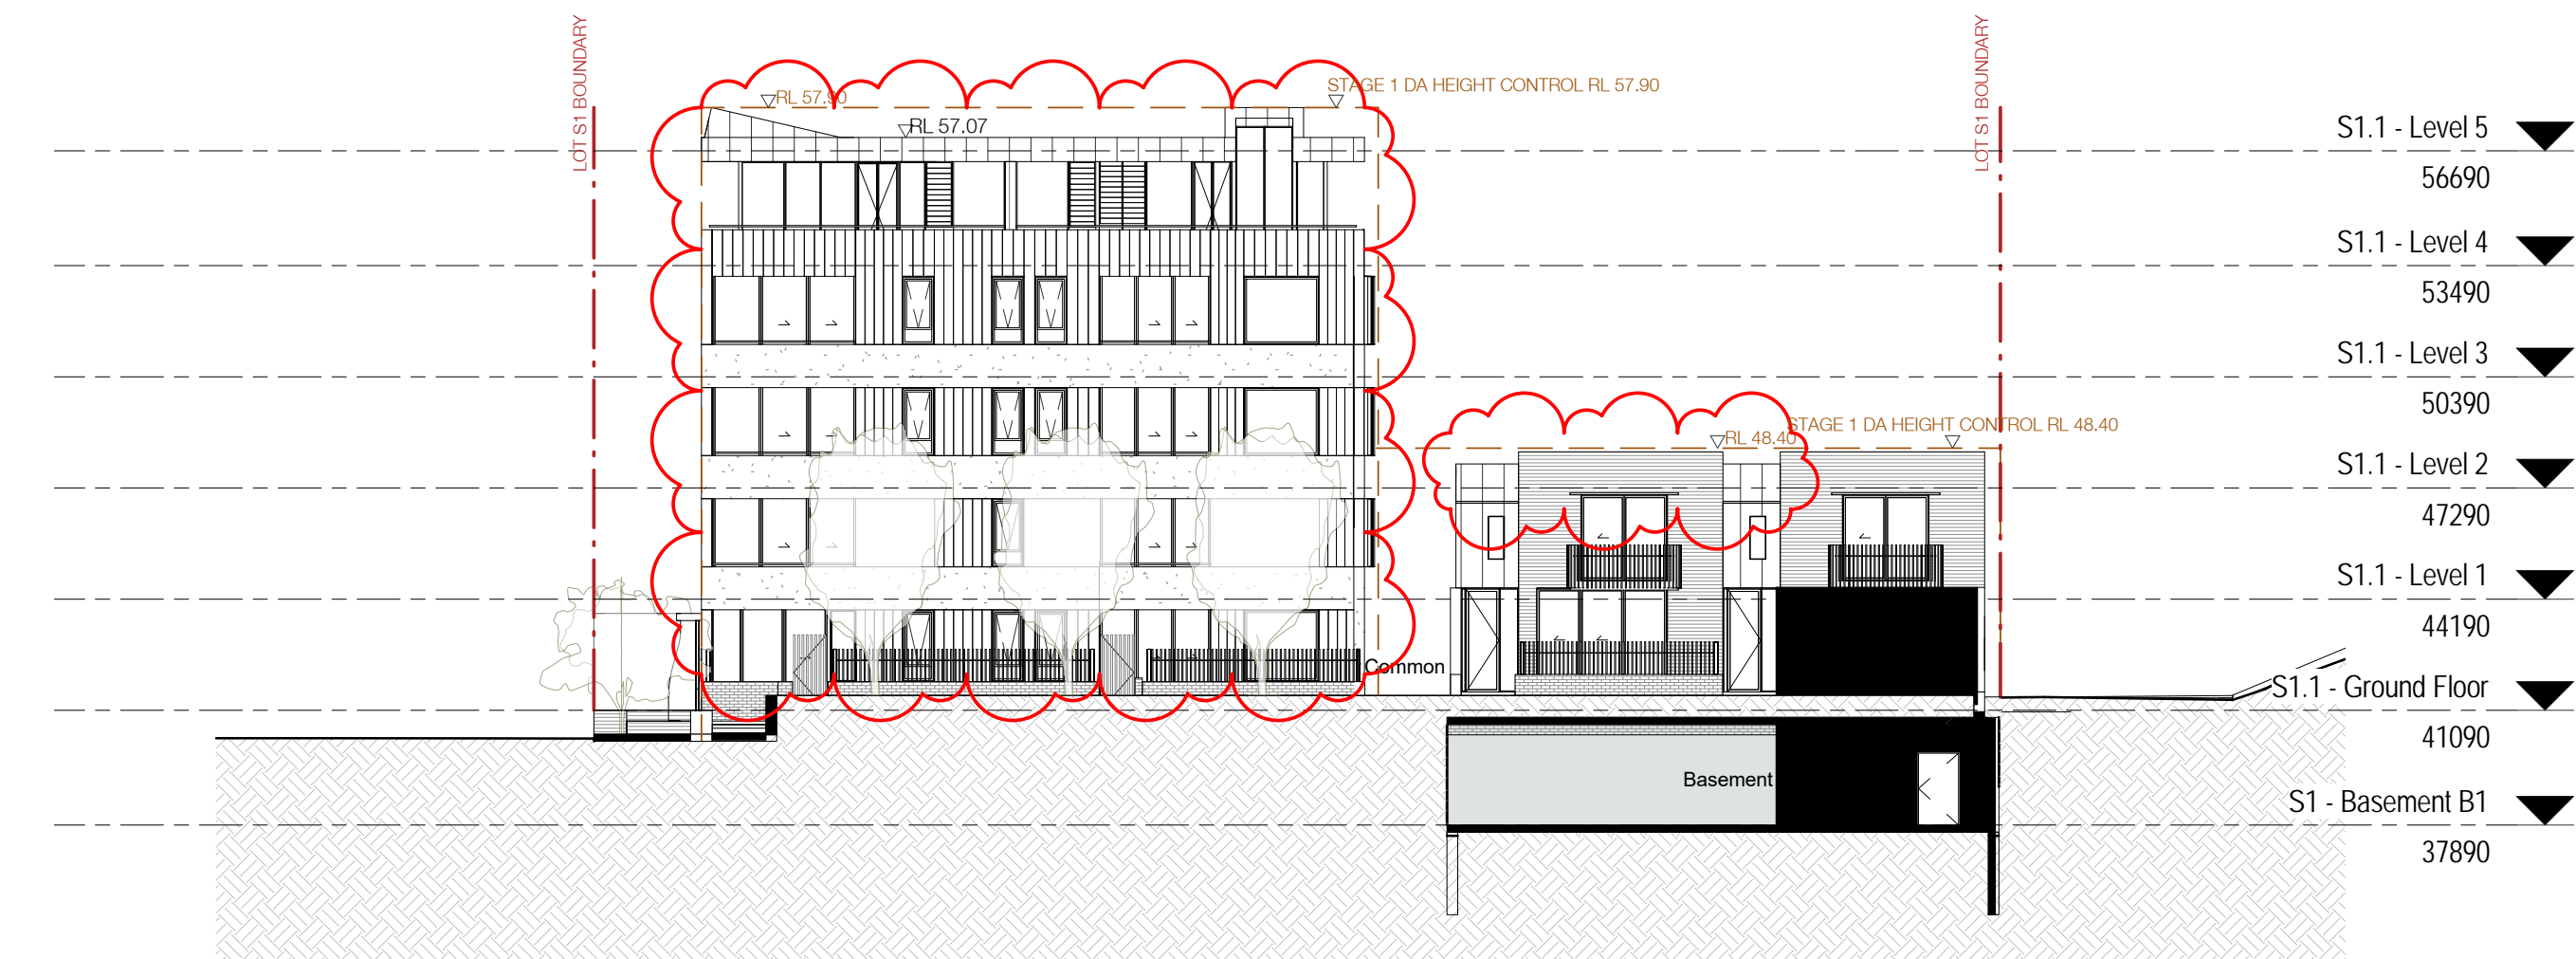 LOT S1 BOUNDARY
LOT S1 BOUNDARY
STAGE 1 DA HEIGHT CONTROL RL 57.90
RL 57.90
RL 57.07
S1.1 - Level 5
56690
S1.1 - Level 4
53490
S1.1 - Level 3
50390
STAGE 1 DA HEIGHT CONTROL RL 48.40
RL 48.40
S1.1 - Level 2
47290
S1.1 - Level 1
44190
Common
S1.1 - Ground Floor
41090
Basement
S1 - Basement B1
37890